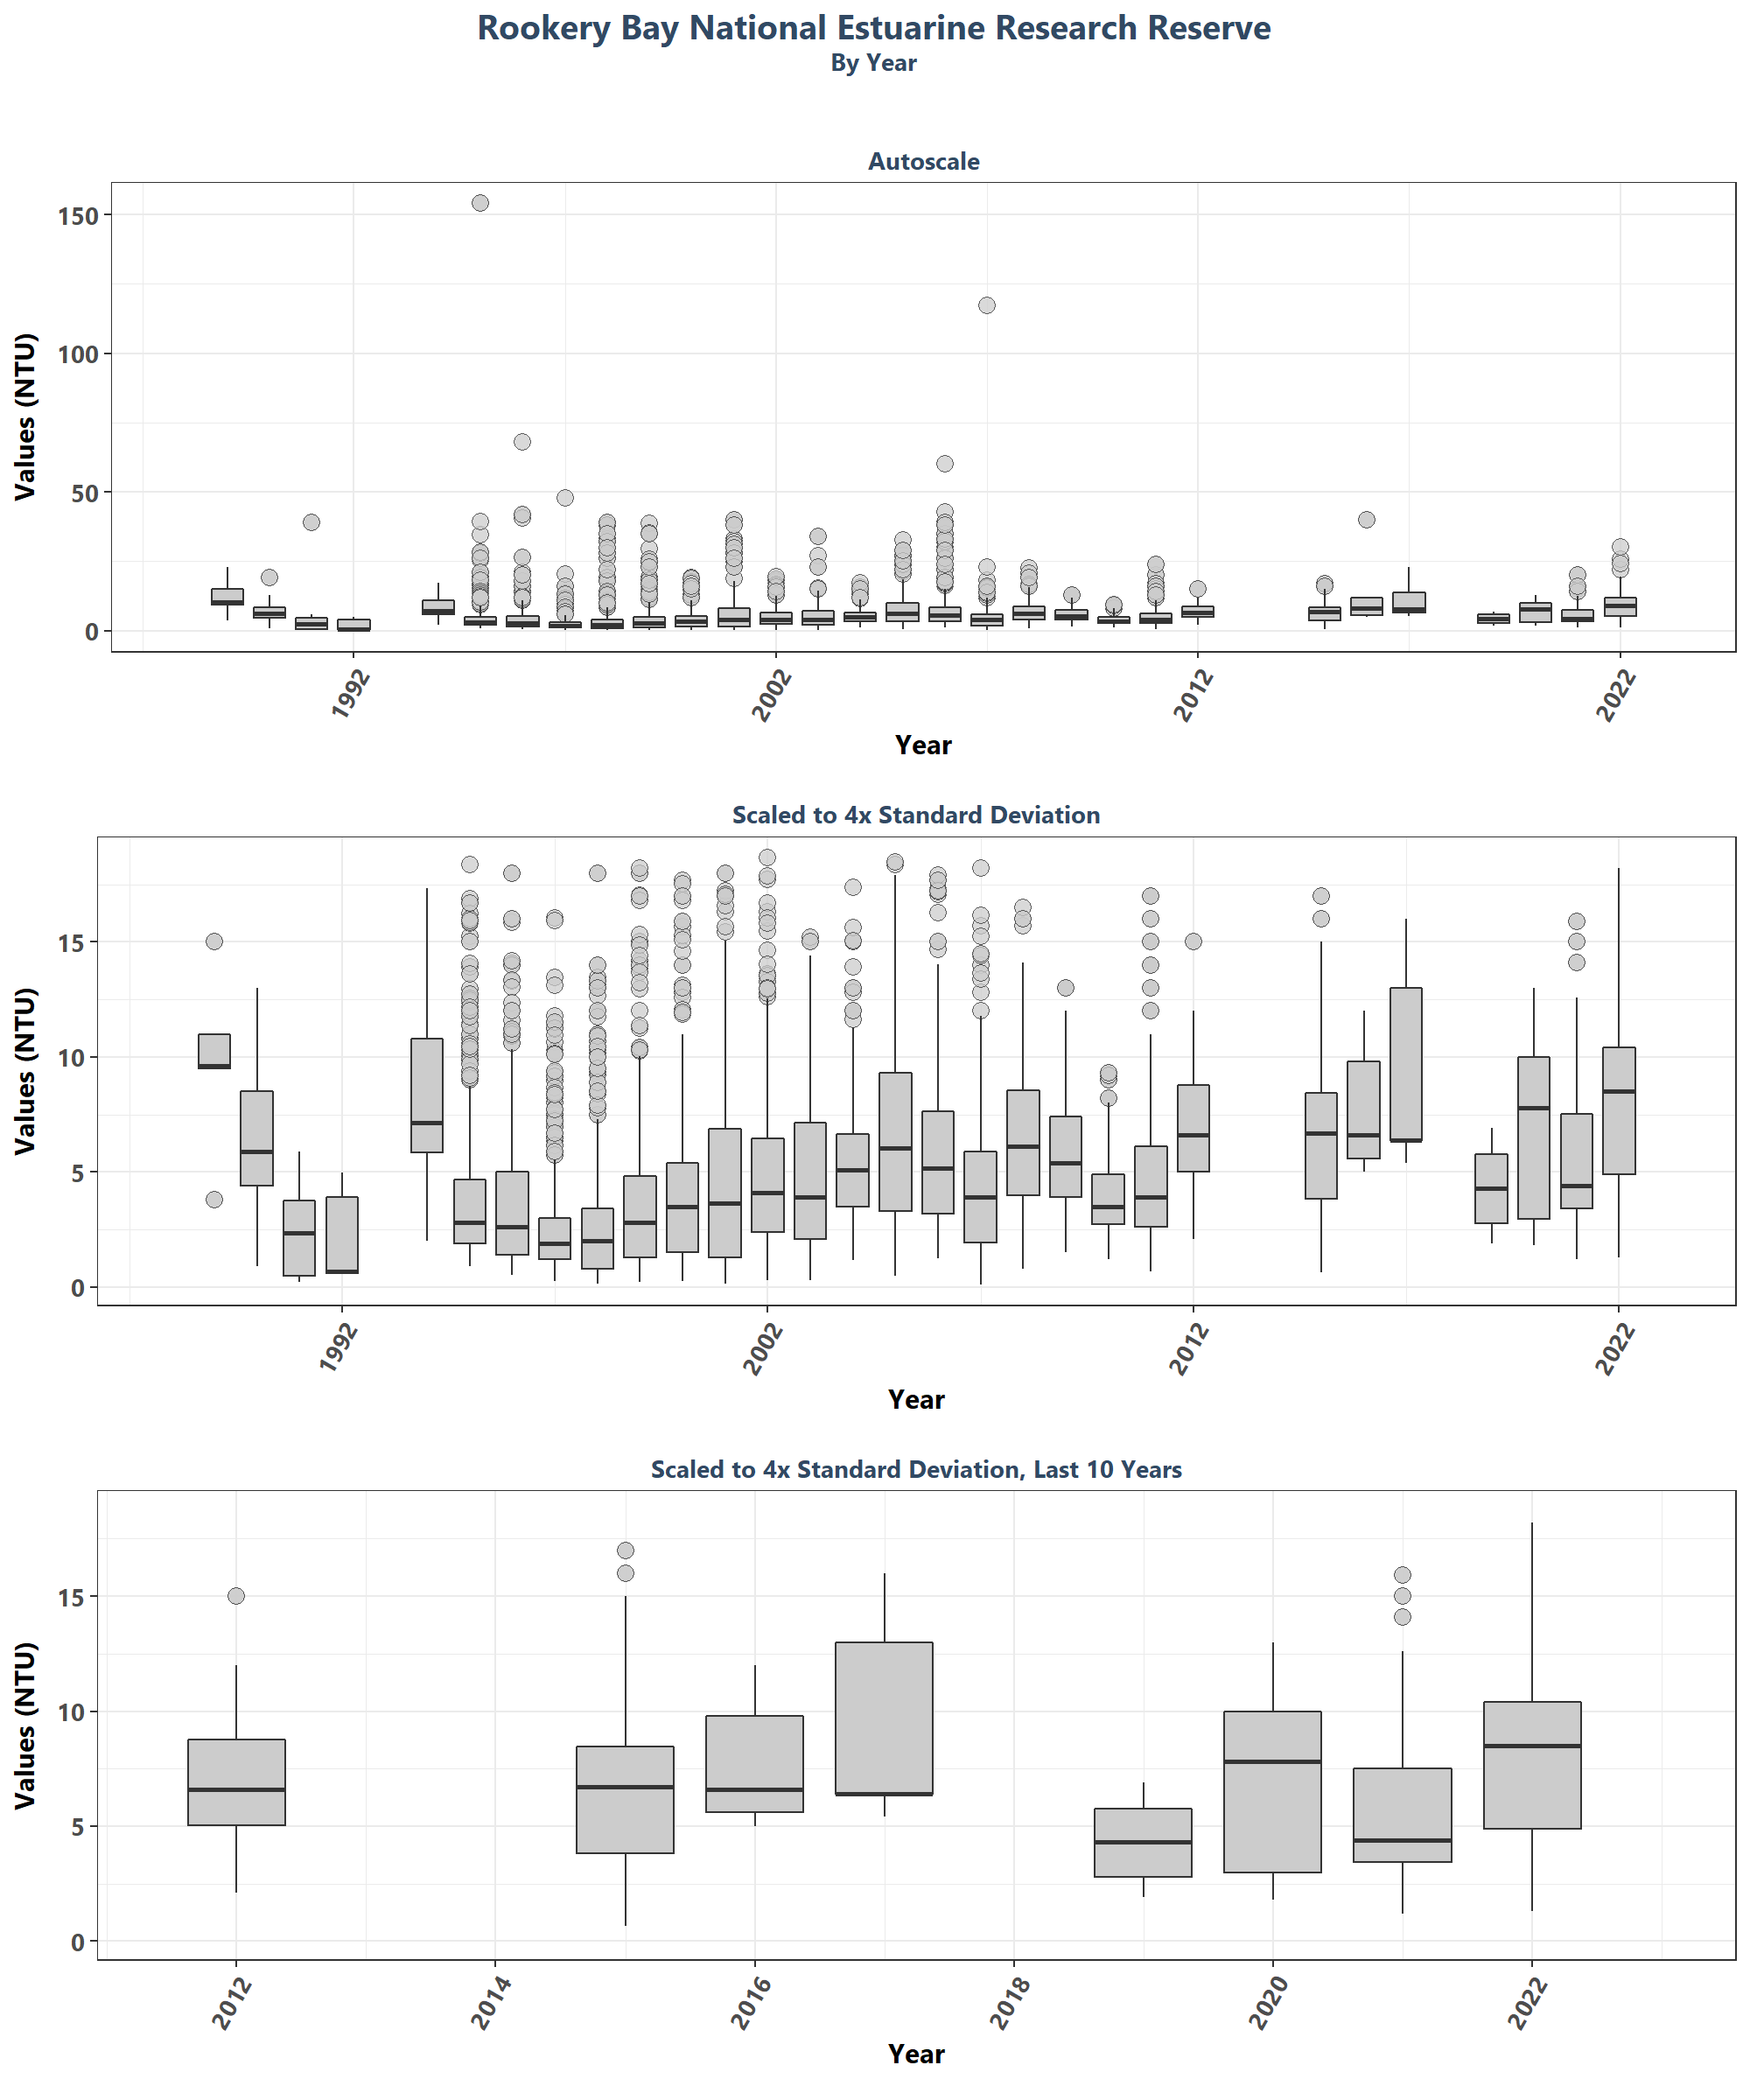 Rookery Bay National Estuarine Research Reserve
By Year
Autoscale
Values (NTU)
150
100
50
0
1992
2002
2012
2022
Year
Scaled to 4x Standard Deviation
Values (NTU)
15
10
5
0
1992
2002
2012
2022
Year
Scaled to 4x Standard Deviation, Last 10 Years
Values (NTU)
15
10
5
0
2012
2014
2016
2018
2020
2022
Year